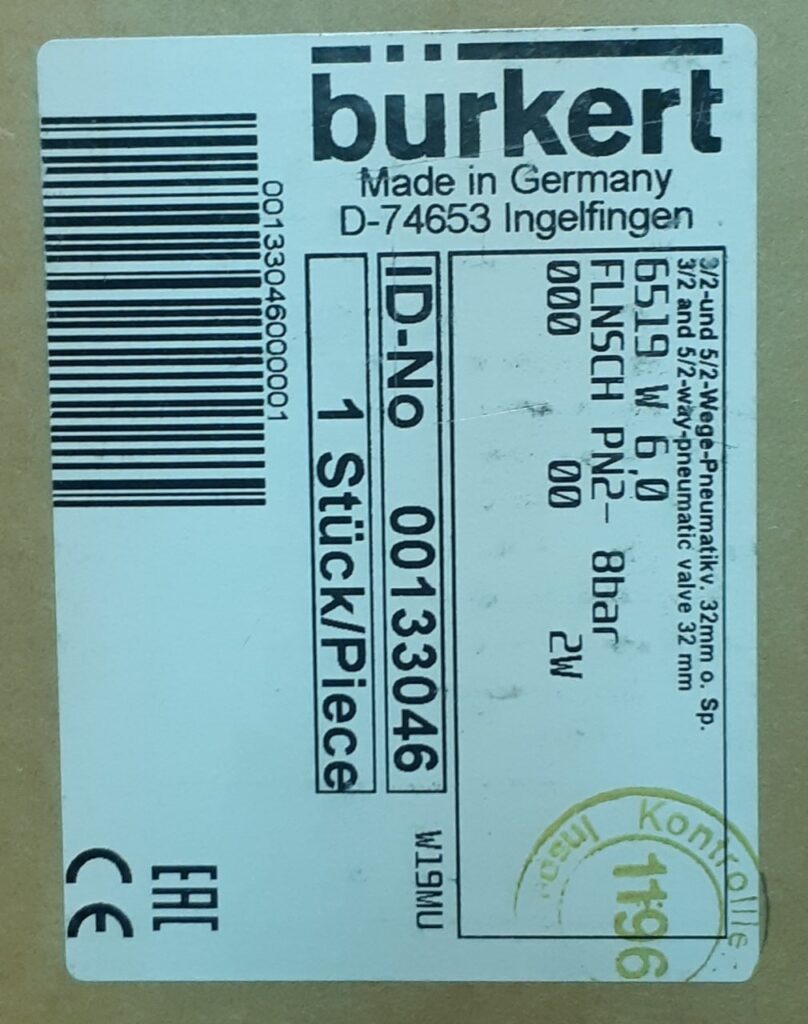 bürkert
Made in Germany
D-74653 Ingelfingen
3/2-und 5/2-Wege-Pneumatikv. 32mm o. Sp.
3/2 and 5/2-way-pneumatic valve 32 mm
6519 W 6,0
FLNSCH PN2- 8bar
000 00 2W
ID-No 00133046
W19MU
1 Stück/Piece
0013304600001
EAC
CE
Kontrolle
1196